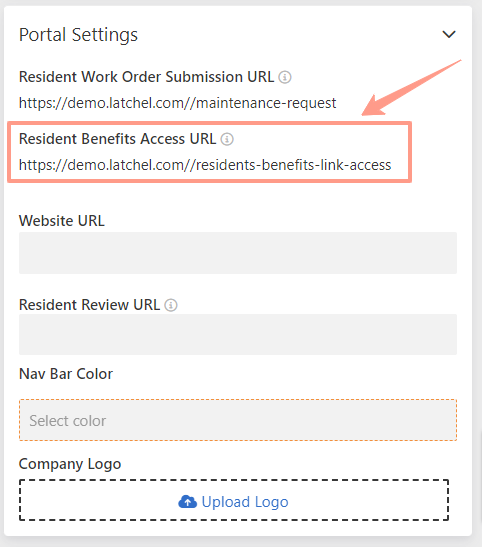 Portal Settings
Resident Work Order Submission URL
https://demo.latchel.com//maintenance-request
Resident Benefits Access URL
https://demo.latchel.com//residents-benefits-link-access
Website URL
Resident Review URL
Nav Bar Color
Select color
Company Logo
Upload Logo